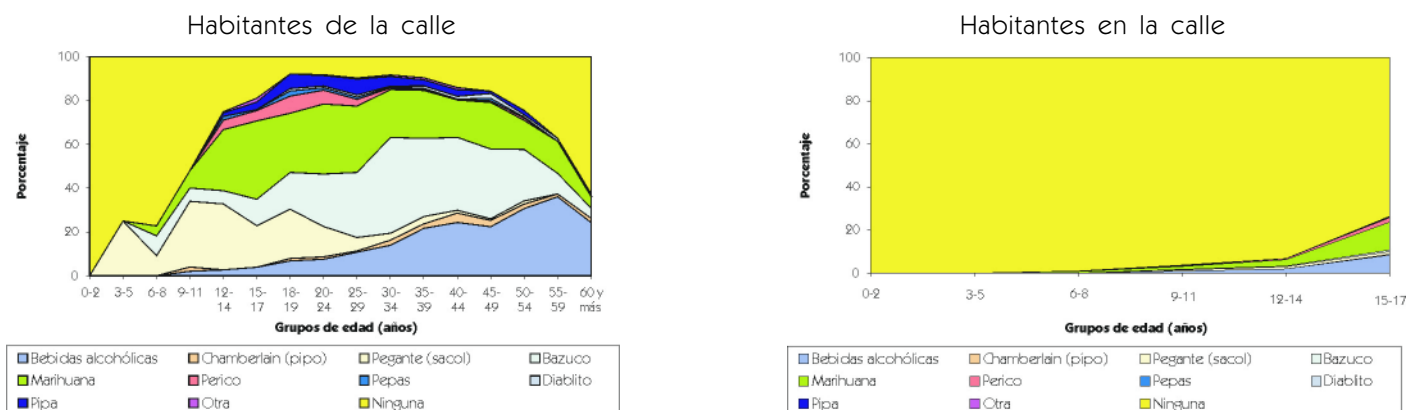 Habitantes de la calle
100
80
60
40
20
0
Porcentaje
0-2 3-5 6-8 9-11 12-14 15-17 18-19 20-24 25-29 30-34 35-39 40-44 45-49 50-54 55-59 60 y más
Grupos de edad (años)
Bebidas alcohólicas Chamberlain (pipo) Pegante (sacol) Bazuco
Marihuana Perico Pepas Diablito
Pipa Otra Ninguna
Habitantes en la calle
100
80
60
40
20
0
Porcentaje
0-2 3-5 6-8 9-11 12-14 15-17
Grupos de edad (años)
Bebidas alcohólicas Chamberlain (pipo) Pegante (sacol) Bazuco
Marihuana Perico Pepas Diablito
Pipa Otra Ninguna